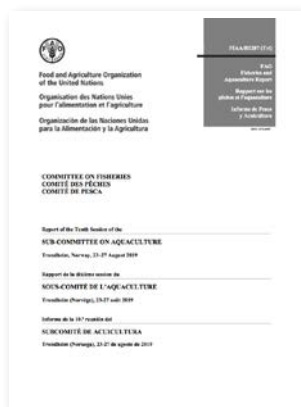 Food and Agriculture Organization
of the United Nations
Organisation des Nations Unies
pour l'alimentation et l'agriculture
Organización de las Naciones Unidas
para la Alimentación y la Agricultura
FAO
Fisheries and
Aquaculture Report
Rapport sur les
pêches et l'aquaculture
Informe de Pesca
y Acuicultura
COMMITTEE ON FISHERIES
COMITÉ DES PÊCHES
COMITÉ DE PESCA
Report of the Tenth Session of the
SUB-COMMITTEE ON AQUACULTURE
Trondheim, Norway, 23–27 August 2019
Rapport de la dixième session du
SOUS-COMITÉ DE L'AQUACULTURE
Trondheim (Norvège), 23-27 août 2019
Informe de la 10.ª reunión del
SUBCOMITÉ DE ACUICULTURA
Trondheim (Noruega), 23-27 de agosto de 2019